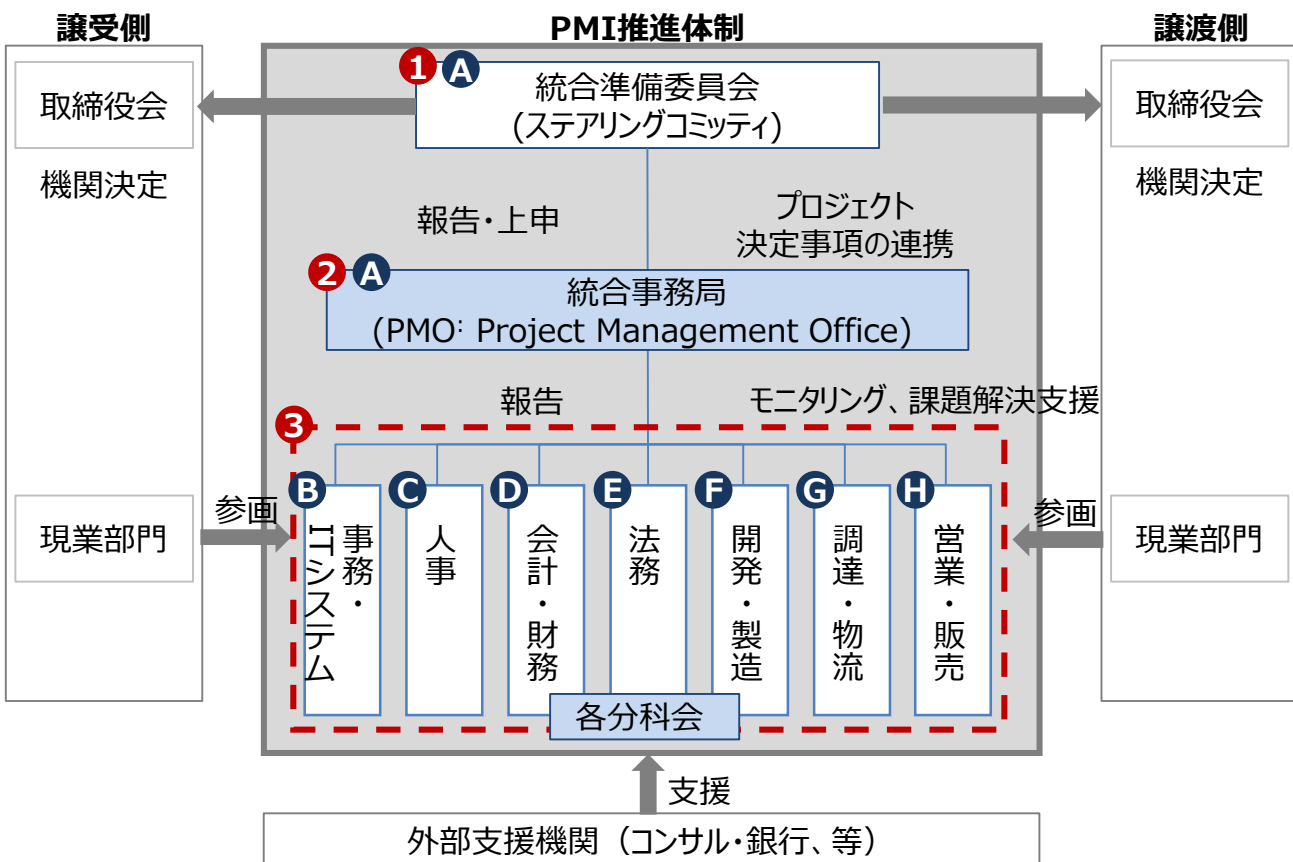 譲受側
PMI推進体制
譲渡側
1
A
統合準備委員会
(ステアリングコミッティ)
取締役会
機関決定
取締役会
機関決定
報告・上申
プロジェクト
決定事項の連携
2
A
統合事務局
(PMO: Project Management Office)
報告
モニタリング、課題解決支援
3
現業部門
参画
B
事務・
ITシステム
C
人事
D
会計・財務
E
法務
F
開発・製造
G
調達・物流
H
営業・販売
各分科会
参画
現業部門
支援
外部支援機関（コンサル・銀行、等）